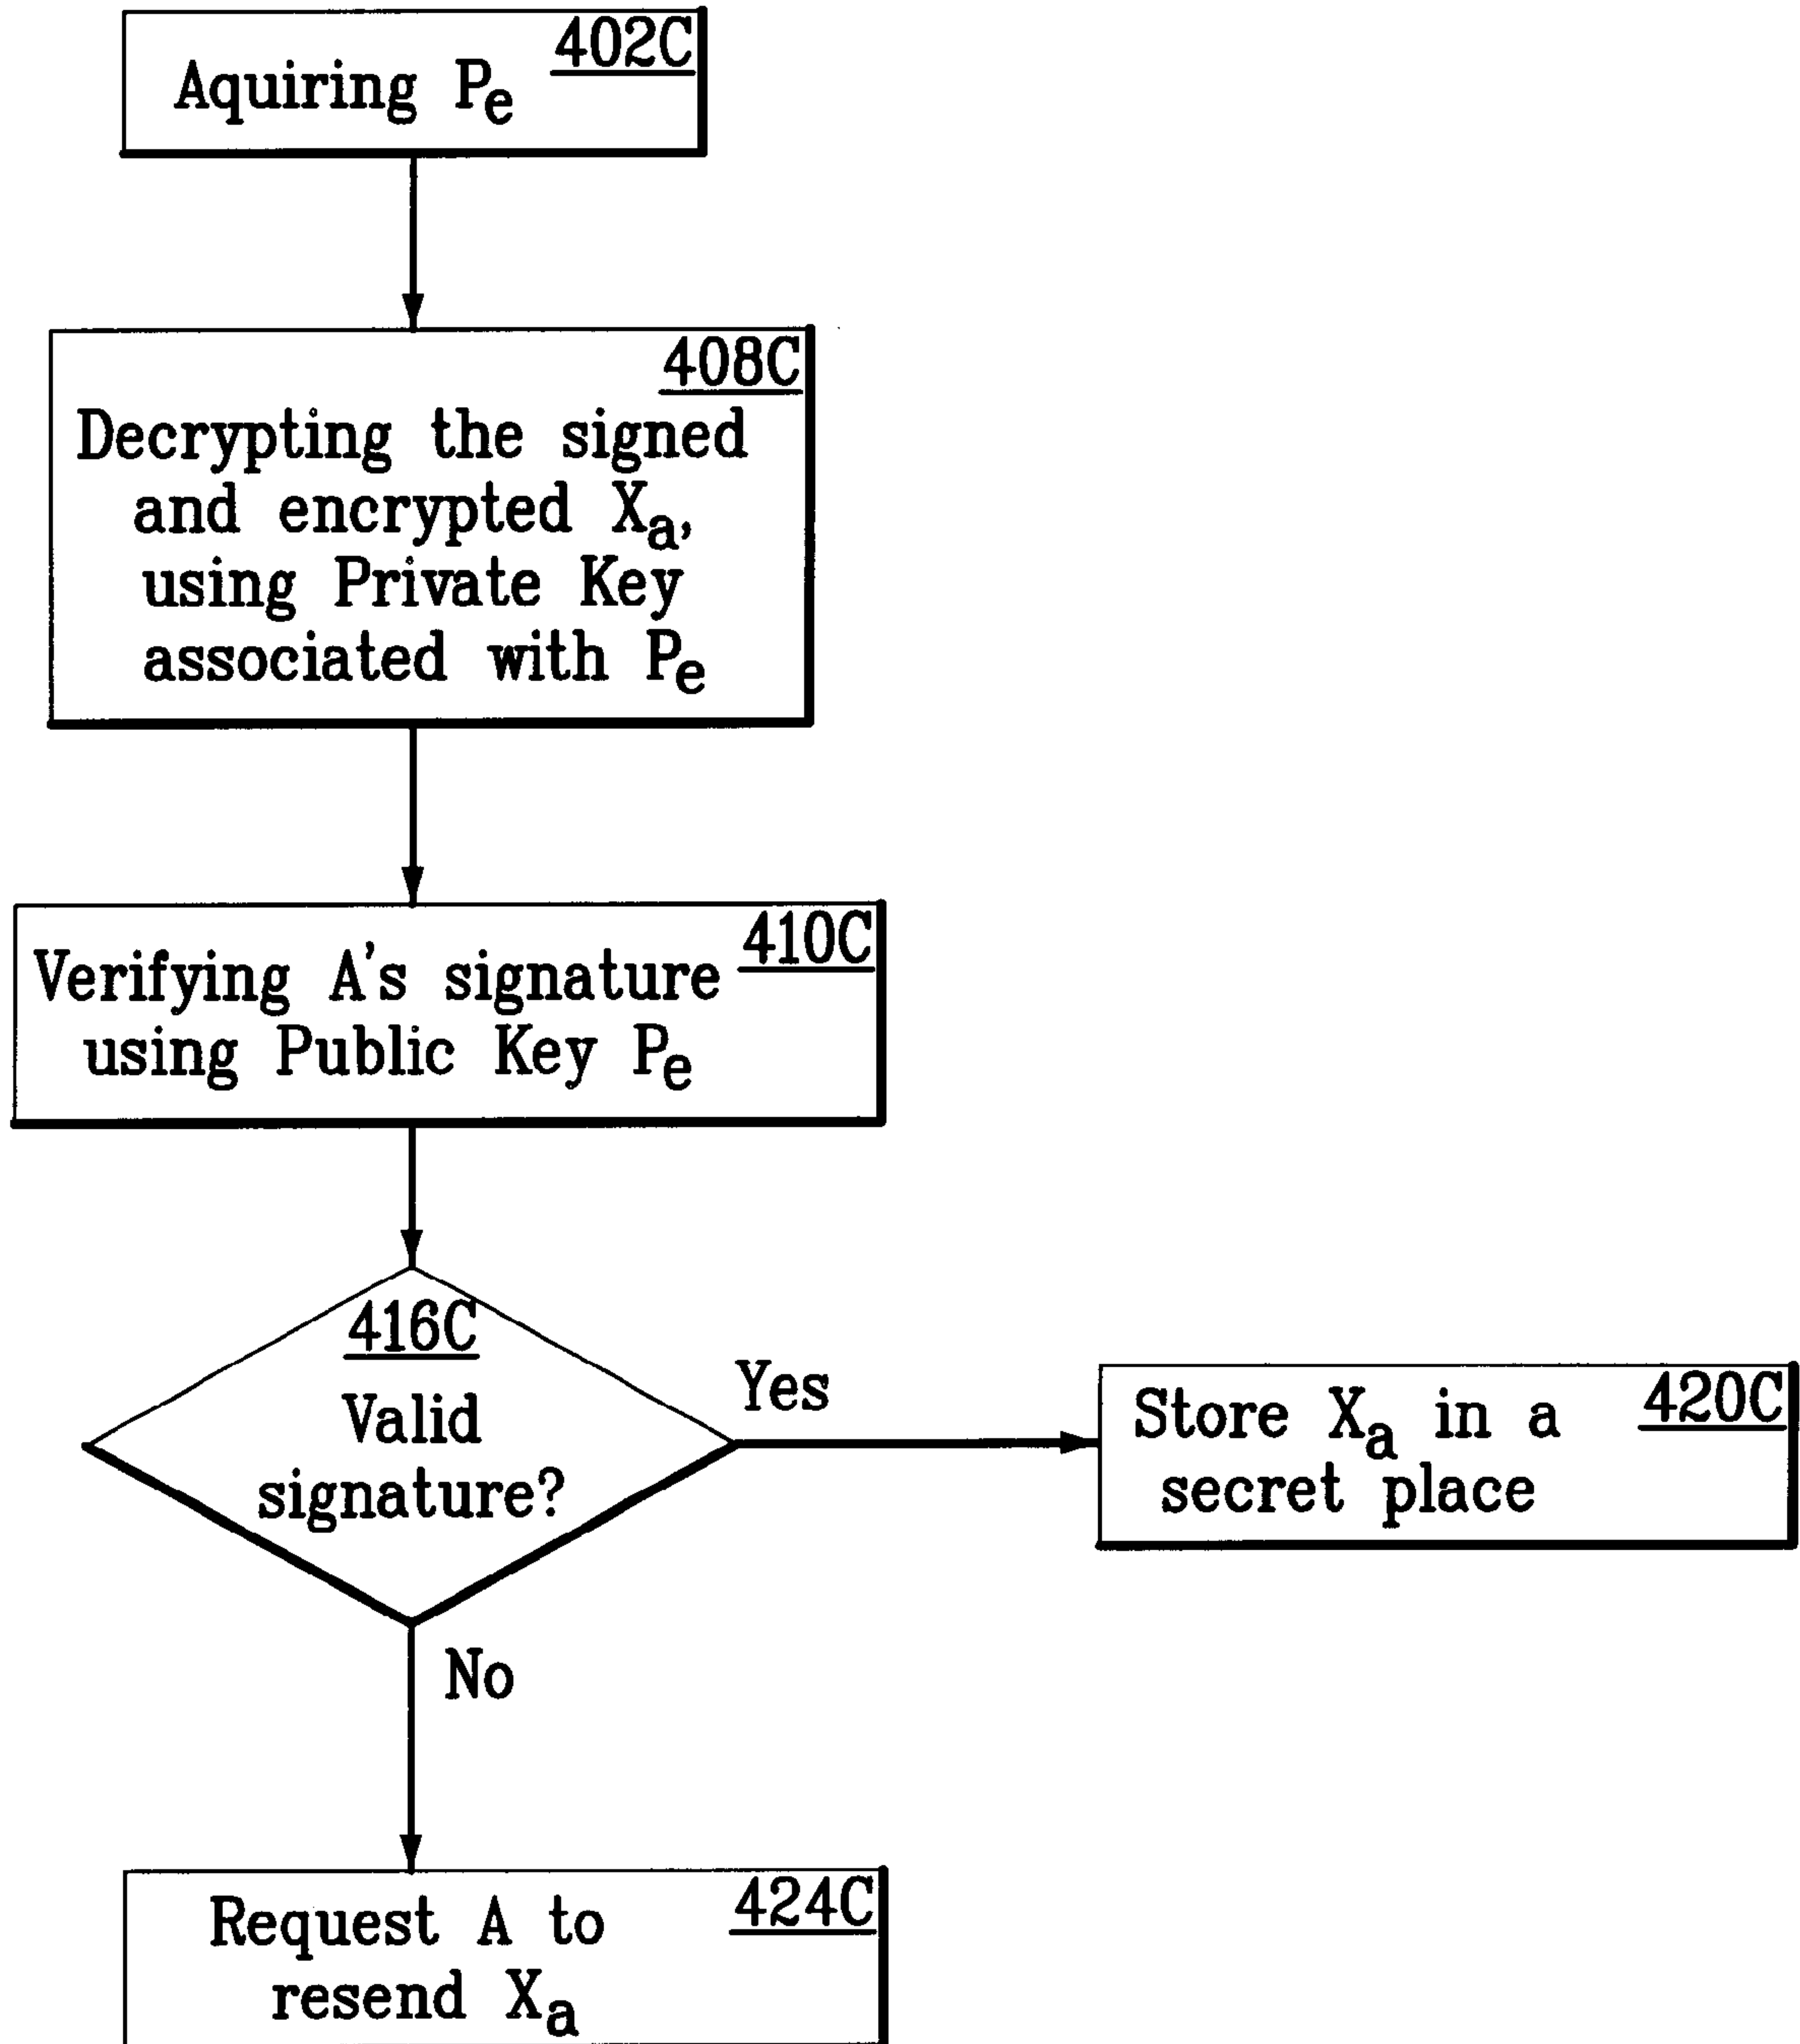 402C
Aquiring Pe
408C
Decrypting the signed
and encrypted Xa,
using Private Key
associated with Pe
410C
Verifying A's signature
using Public Key Pe
416C
Valid
signature?
Yes
420C
Store Xa in a
secret place
No
424C
Request A to
resend Xa